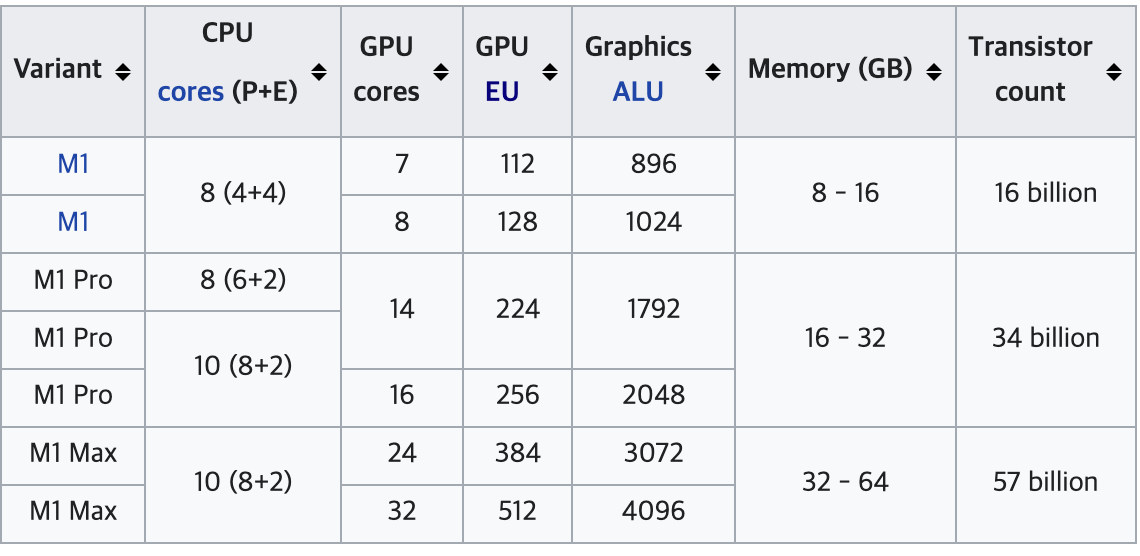 Variant CPU cores (P+E) GPU cores GPU EU Graphics ALU Memory (GB) Transistor count
M1 8 (4+4) 7 112 896 8 – 16 16 billion
M1 8 128 1024
M1 Pro 8 (6+2) 14 224 1792 16 – 32 34 billion
M1 Pro 10 (8+2)
M1 Pro 16 256 2048
M1 Max 10 (8+2) 24 384 3072 32 – 64 57 billion
M1 Max 32 512 4096